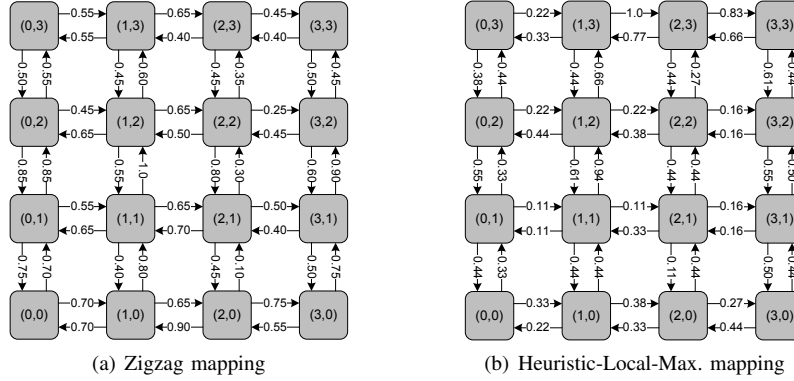 0.55 0.65 0.45
(0,3) (1,3) (2,3) (3,3)
0.55 0.40 0.40
0.50 0.55 0.45 0.60 0.45 0.35 0.50 0.45
0.45 0.65 0.25
(0,2) (1,2) (2,2) (3,2)
0.65 0.50 0.45
0.85 0.85 0.55 1.0 0.80 0.30 0.60 0.90
0.55 0.65 0.50
(0,1) (1,1) (2,1) (3,1)
0.65 0.70 0.40
0.75 0.70 0.40 0.80 0.45 0.10 0.50 0.75
0.70 0.65 0.75
(0,0) (1,0) (2,0) (3,0)
0.70 0.90 0.55
(a) Zigzag mapping
0.22 1.0 0.83
(0,3) (1,3) (2,3) (3,3)
0.33 0.77 0.66
0.38 0.44 0.44 0.66 0.44 0.27 0.61 0.44
0.22 0.22 0.16
(0,2) (1,2) (2,2) (3,2)
0.44 0.38 0.16
0.55 0.33 0.61 0.94 0.44 0.44 0.55 0.50
0.11 0.11 0.16
(0,1) (1,1) (2,1) (3,1)
0.11 0.33 0.16
0.44 0.33 0.44 0.44 0.11 0.44 0.50 0.44
0.33 0.38 0.27
(0,0) (1,0) (2,0) (3,0)
0.22 0.33 0.44
(b) Heuristic-Local-Max. mapping